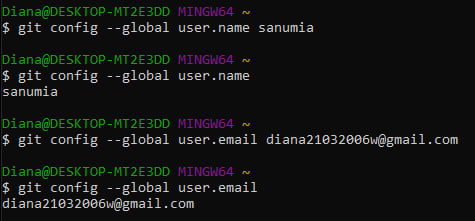 Diana@DESKTOP-MT2E3DD MINGW64 ~
$ git config --global user.name sanumia
Diana@DESKTOP-MT2E3DD MINGW64 ~
$ git config --global user.name
sanumia
Diana@DESKTOP-MT2E3DD MINGW64 ~
$ git config --global user.email diana21032006w@gmail.com
Diana@DESKTOP-MT2E3DD MINGW64 ~
$ git config --global user.email
diana21032006w@gmail.com